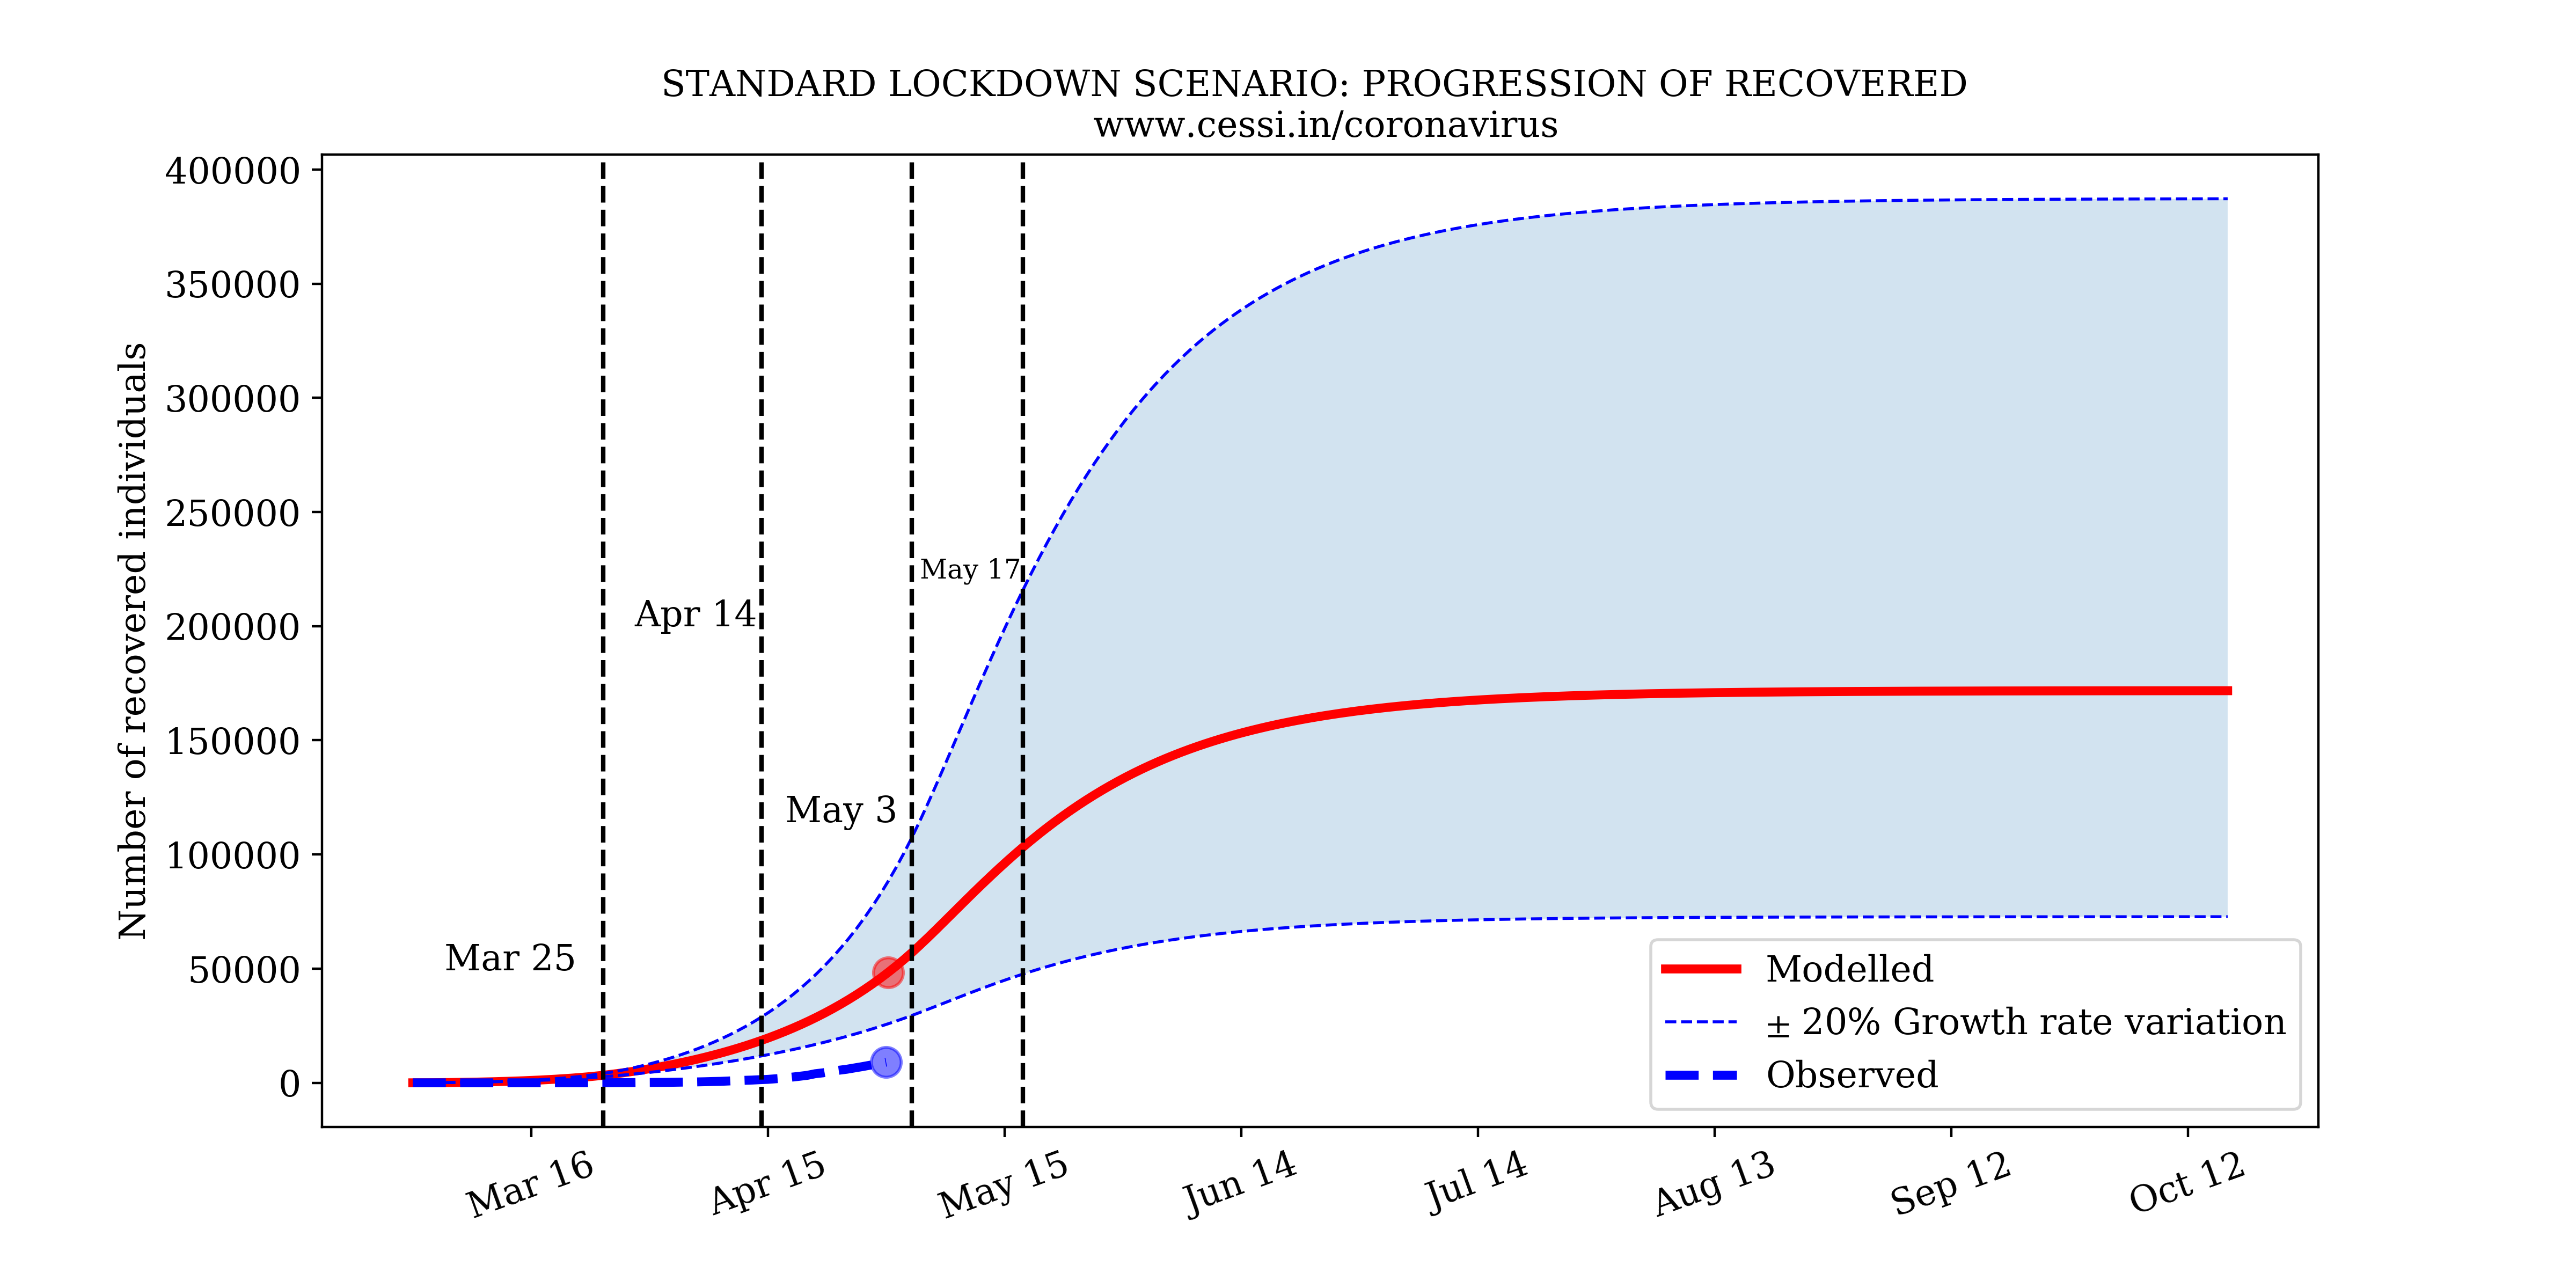 STANDARD LOCKDOWN SCENARIO: PROGRESSION OF RECOVERED
www.cessi.in/coronavirus
Number of recovered individuals
400000
350000
300000
250000
200000
150000
100000
50000
0
Mar 25
Apr 14
May 3
May 17
Modelled
± 20% Growth rate variation
Observed
Mar 16
Apr 15
May 15
Jun 14
Jul 14
Aug 13
Sep 12
Oct 12